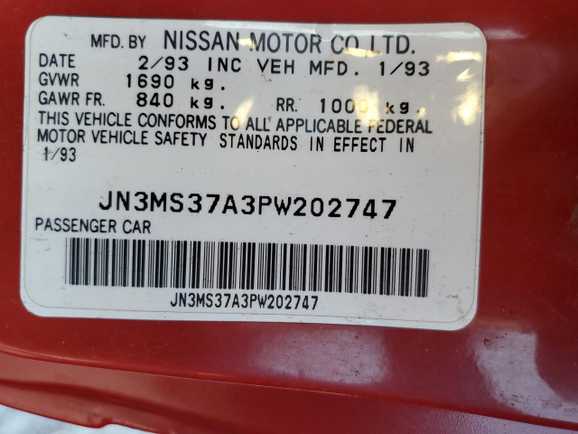 MFD. BY NISSAN MOTOR CO., LTD.
DATE 2/93 INC VEH MFD. 1/93
GVWR 1690 kg.
GAWR FR. 840 kg. RR. 1000 kg.
THIS VEHICLE CONFORMS TO ALL APPLICABLE FEDERAL
MOTOR VEHICLE SAFETY STANDARDS IN EFFECT IN
1/93
JN3MS37A3PW202747
PASSENGER CAR
JN3MS37A3PW202747